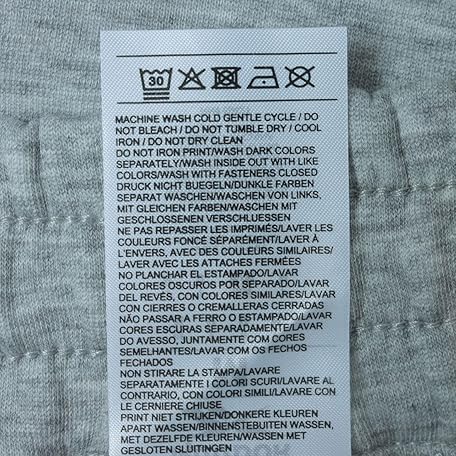 30
MACHINE WASH COLD GENTLE CYCLE / DO
NOT BLEACH / DO NOT TUMBLE DRY / COOL
IRON / DO NOT DRY CLEAN
DO NOT IRON PRINT/WASH DARK COLORS
SEPARATELY/WASH INSIDE OUT WITH LIKE
COLORS/WASH WITH FASTENERS CLOSED
DRUCK NICHT BUEGELN/DUNKLE FARBEN
SEPARAT WASCHEN/WASCHEN VON LINKS,
MIT GLEICHEN FARBEN/WASCHEN MIT
GESCHLOSSENEN VERSCHLUESSEN
NE PAS REPASSER LES IMPRIMÉS/LAVER LES
COULEURS FONCÉ SÉPARÉMENT/LAVER À
L'ENVERS, AVEC DES COULEURS SIMILAIRES/
LAVER AVEC LES ATTACHES FERMÉES
NO PLANCHAR EL ESTAMPADO/LAVAR
COLORES OSCUROS POR SEPARADO/LAVAR
DEL REVÉS, CON COLORES SIMILARES/LAVAR
CON CIERRES O CREMALLERAS CERRADAS
NÃO PASSAR A FERRO O ESTAMPADO/LAVAR
CORES ESCURAS SEPARADAMENTE/LAVAR
DO AVESSO, JUNTAMENTE COM CORES
SEMELHANTES/LAVAR COM OS FECHOS
FECHADOS
NON STIRARE LA STAMPA/LAVARE
SEPARATAMENTE I COLORI SCURI/LAVARE AL
CONTRARIO, CON COLORI SIMILI/LAVARE CON
LE CERNIERE CHIUSE
PRINT NIET STRIJKEN/DONKERE KLEUREN
APART WASSEN/BINNENSTEBUITEN WASSEN,
MET DEZELFDE KLEUREN/WASSEN MET
GESLOTEN SLUITINGEN